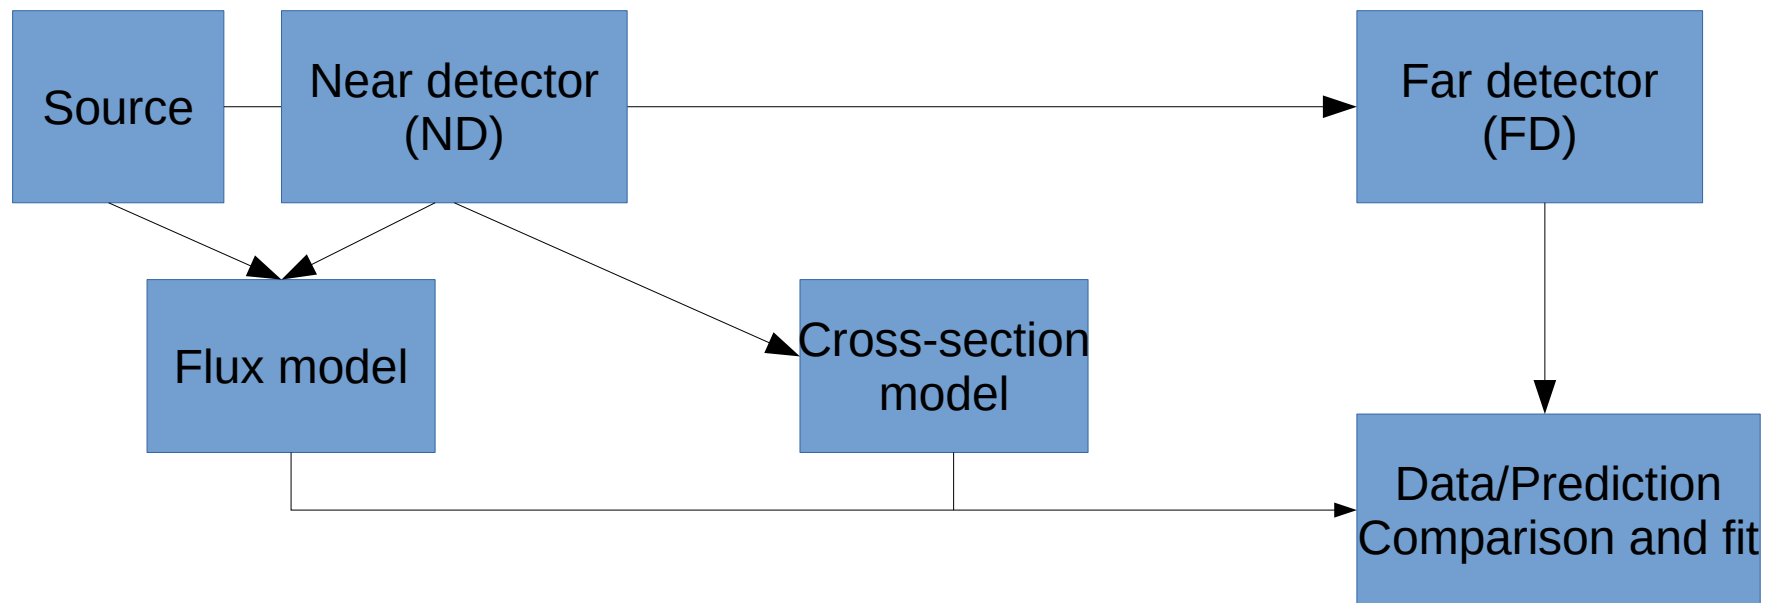 Source
Near detector
(ND)
Far detector
(FD)
Flux model
Cross-section
model
Data/Prediction
Comparison and fit